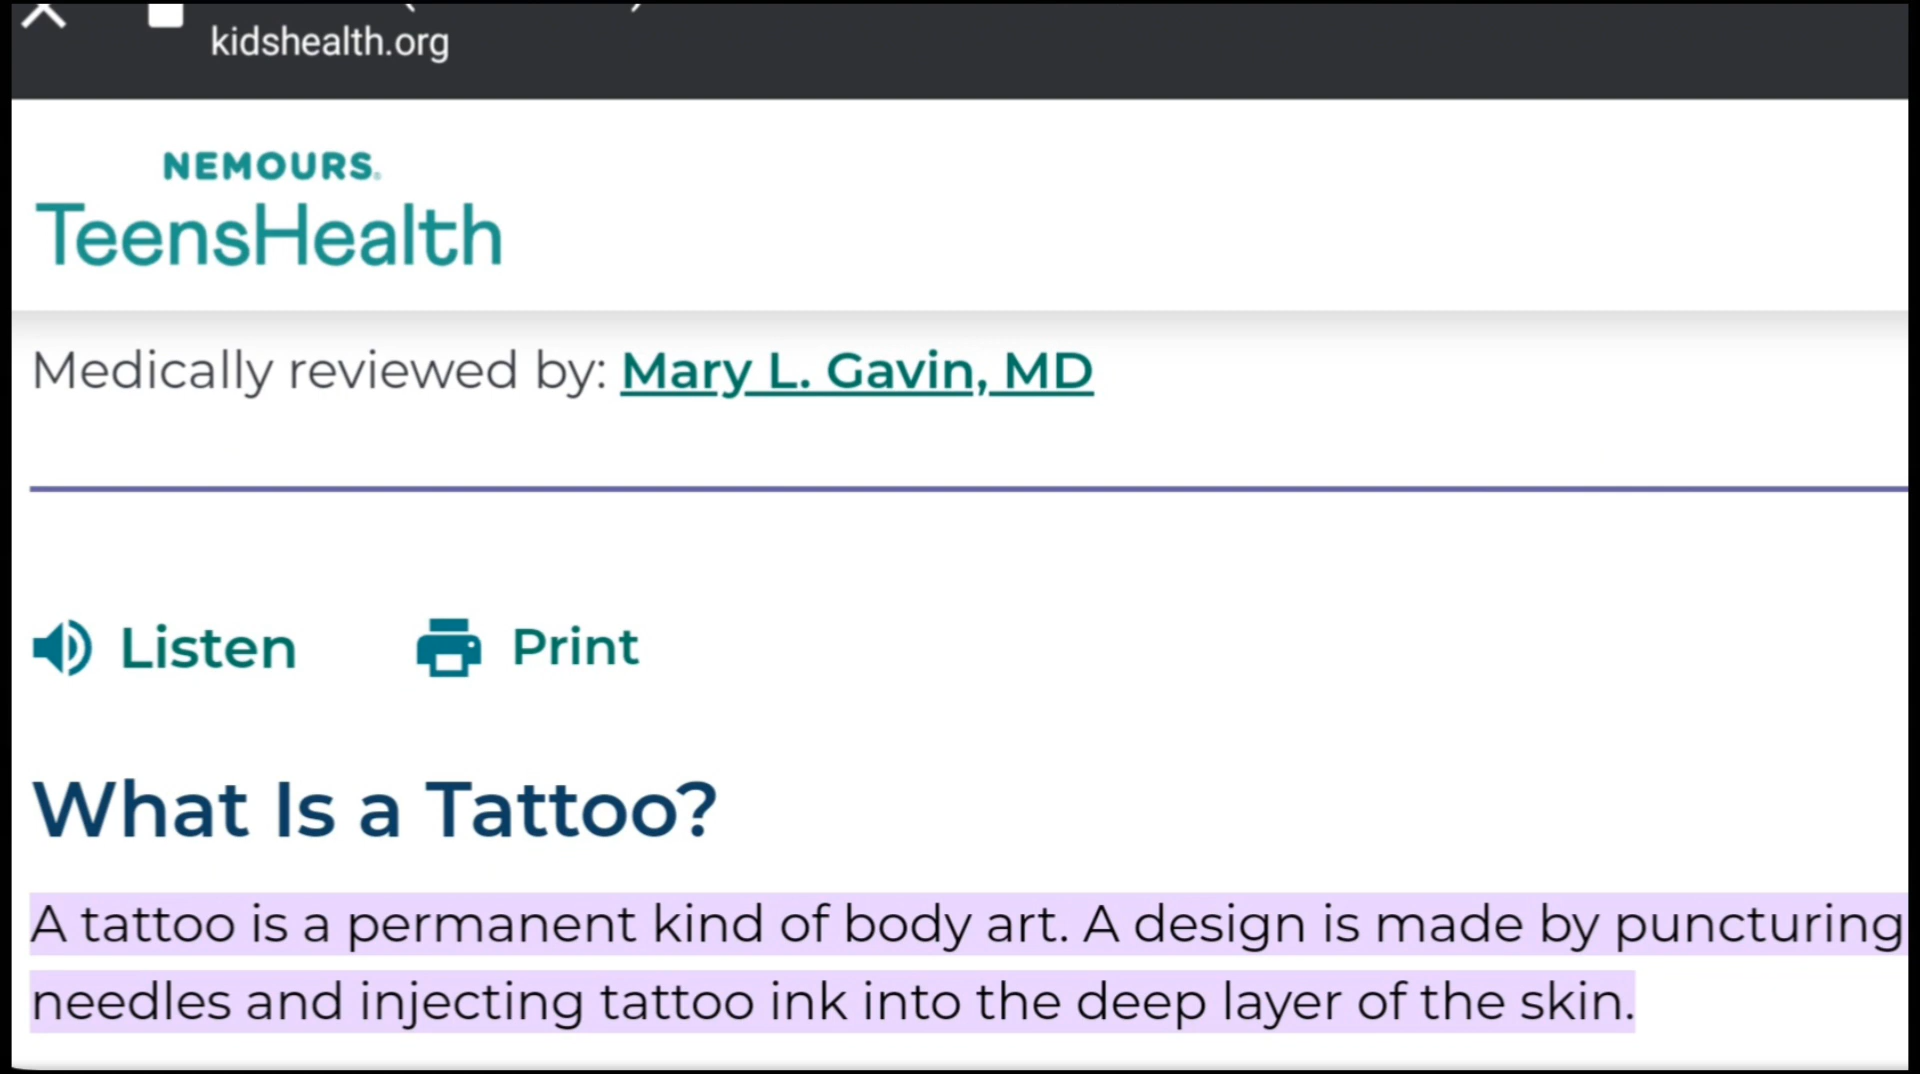 kidshealth.org
NEMOURS.
TeensHealth
Medically reviewed by: Mary L. Gavin, MD
Listen
Print
What Is a Tattoo?
A tattoo is a permanent kind of body art. A design is made by puncturing
needles and injecting tattoo ink into the deep layer of the skin.